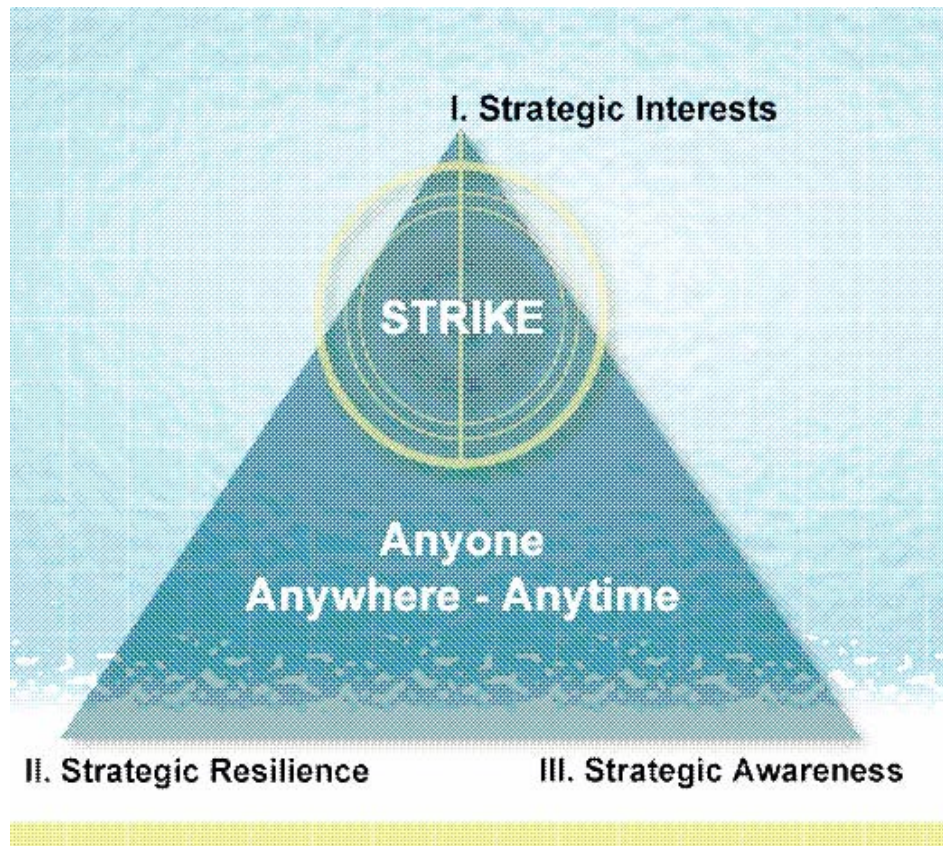 I. Strategic Interests
STRIKE
Anyone
Anywhere - Anytime
II. Strategic Resilience
III. Strategic Awareness